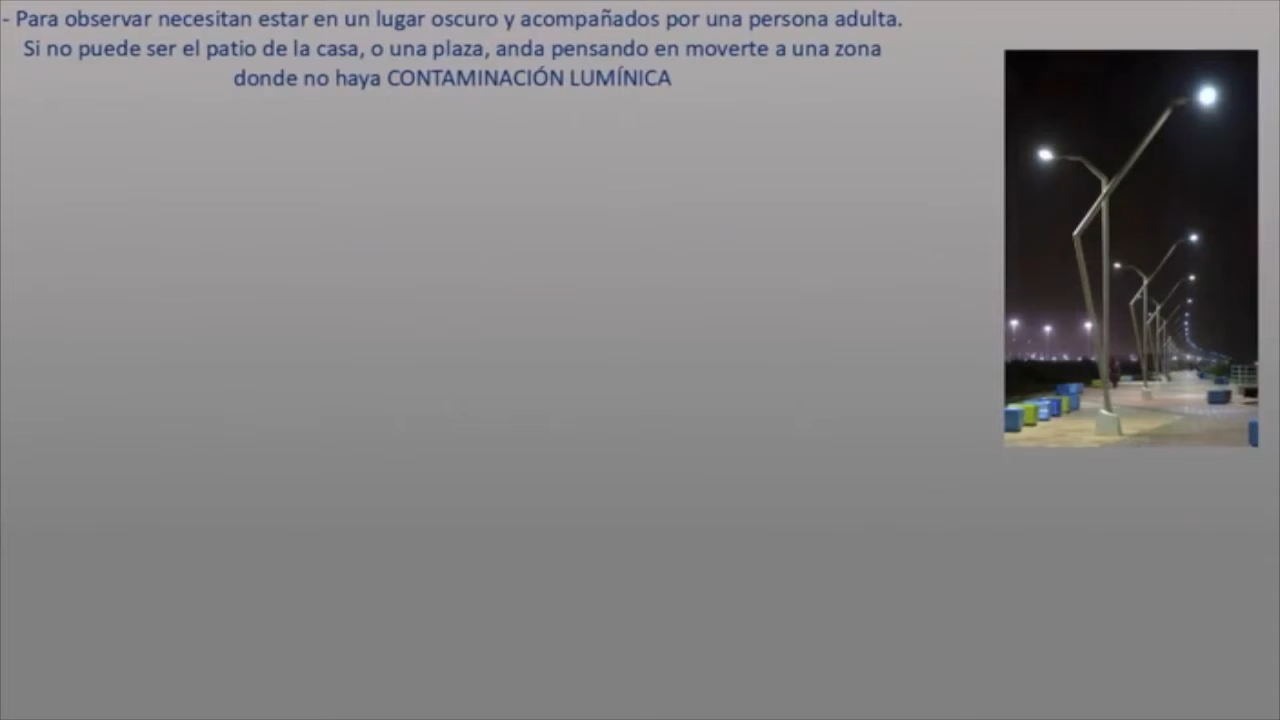 - Para observar necesitan estar en un lugar oscuro y acompañados por una persona adulta.
Si no puede ser el patio de la casa, o una plaza, anda pensando en moverte a una zona
donde no haya CONTAMINACIÓN LUMÍNICA